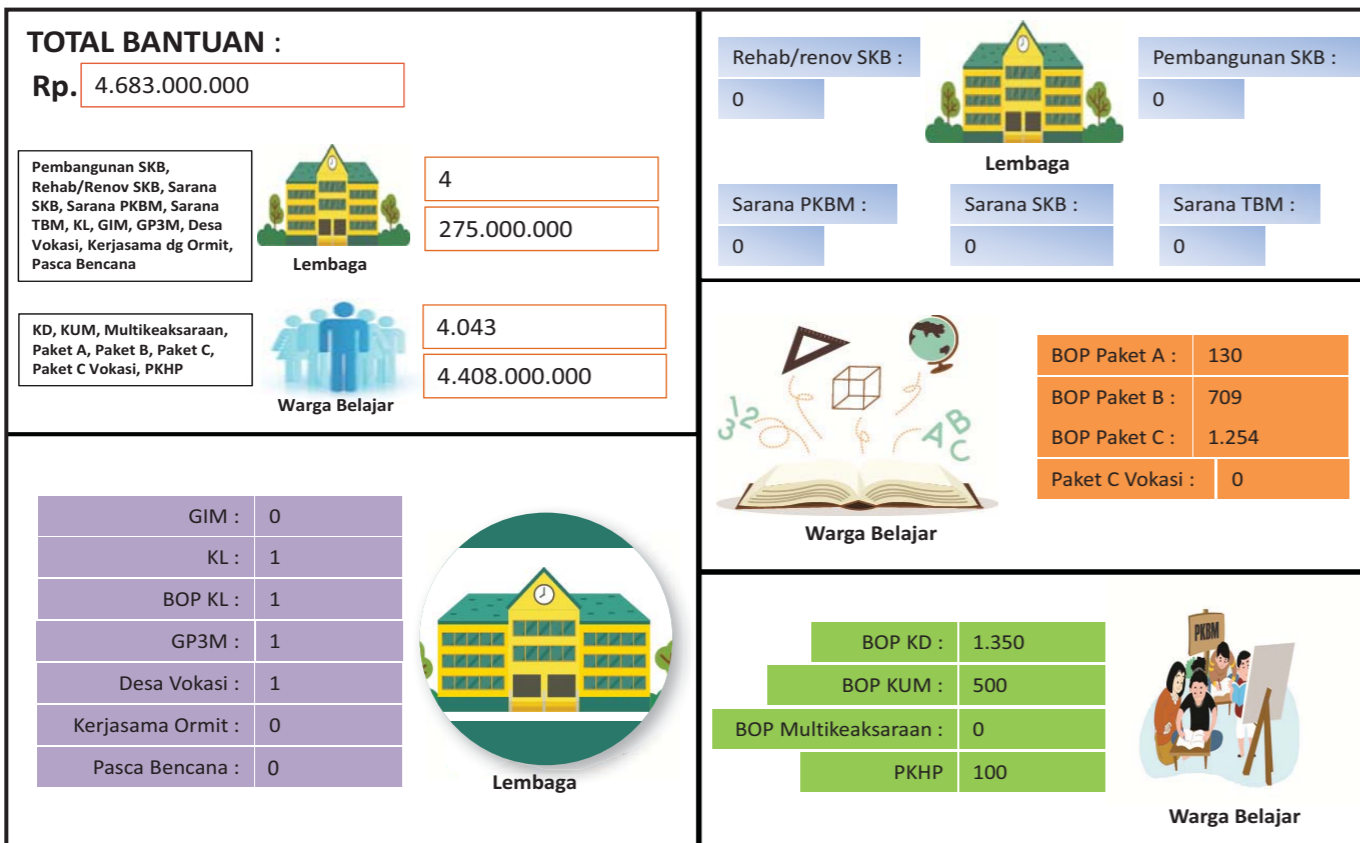 TOTAL BANTUAN :
Rp. 4.683.000.000
Pembangunan SKB,
Rehab/Renov SKB, Sarana
SKB, Sarana PKBM, Sarana
TBM, KL, GIM, GP3M, Desa
Vokasi, Kerjasama dg Ormit,
Pasca Bencana
Lembaga
4
275.000.000
KD, KUM, Multikeaksaraan,
Paket A, Paket B, Paket C,
Paket C Vokasi, PKHP
Warga Belajar
4.043
4.408.000.000
Rehab/renov SKB :
0
Pembangunan SKB :
0
Lembaga
Sarana PKBM :
0
Sarana SKB :
0
Sarana TBM :
0
1 2 3
A B C
Warga Belajar
BOP Paket A : 130
BOP Paket B : 709
BOP Paket C : 1.254
Paket C Vokasi : 0
GIM : 0
KL : 1
BOP KL : 1
GP3M : 1
Desa Vokasi : 1
Kerjasama Ormit : 0
Pasca Bencana : 0
Lembaga
BOP KD : 1.350
BOP KUM : 500
BOP Multikeaksaraan : 0
PKHP 100
PKBM
Warga Belajar